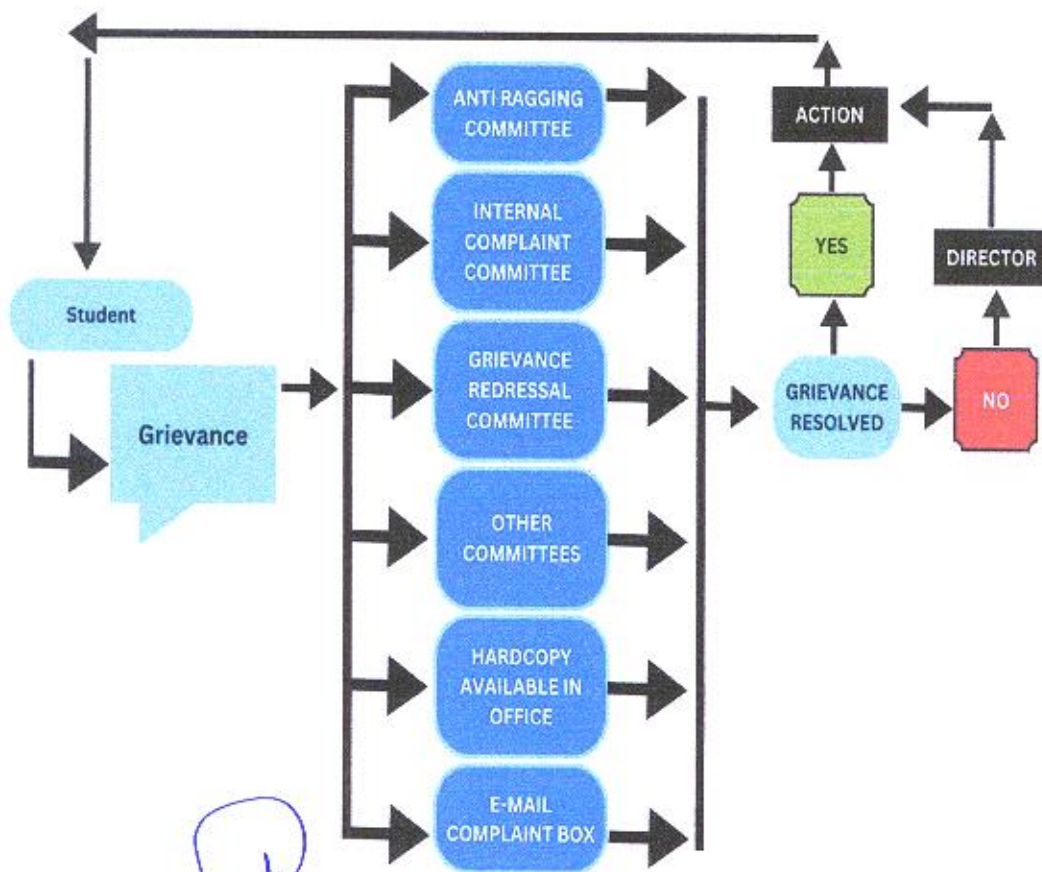 ANTI RAGGING
COMMITTEE
INTERNAL
COMPLAINT
COMMITTEE
GRIEVANCE
REDRESSAL
COMMITTEE
OTHER
COMMITTEES
HARDCOPY
AVAILABLE IN
OFFICE
E-MAIL
COMPLAINT BOX
Student
Grievance
ACTION
YES
DIRECTOR
GRIEVANCE
RESOLVED
NO